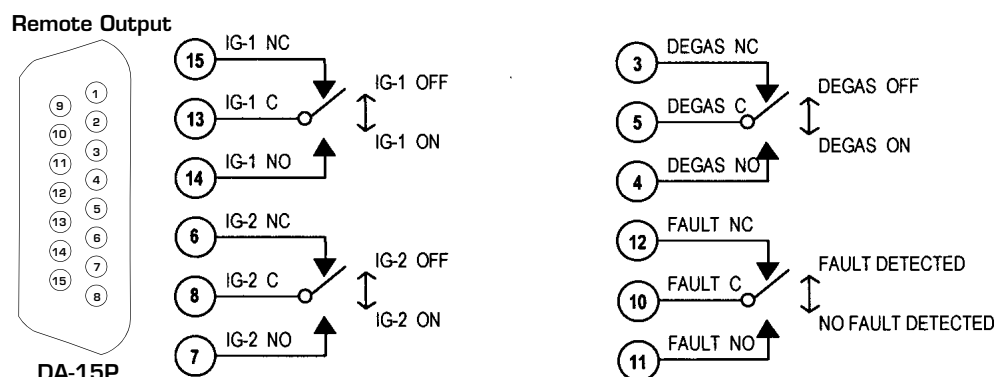 Remote Output
1
2
3
4
5
6
7
8
9
10
11
12
13
14
15
DA-15P
15 IG-1 NC
13 IG-1 C
14 IG-1 NO
IG-1 OFF
IG-1 ON
6 IG-2 NC
8 IG-2 C
7 IG-2 NO
IG-2 OFF
IG-2 ON
3 DEGAS NC
5 DEGAS C
4 DEGAS NO
DEGAS OFF
DEGAS ON
12 FAULT NC
10 FAULT C
11 FAULT NO
FAULT DETECTED
NO FAULT DETECTED